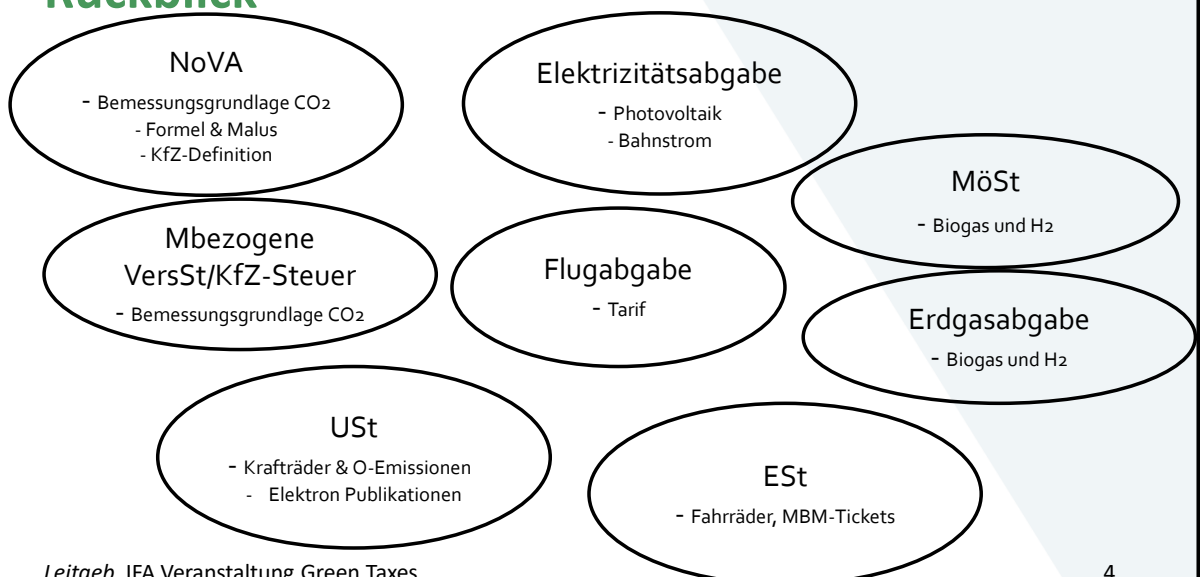 Rückblick
NoVA
- Bemessungsgrundlage CO2
- Formel & Malus
- KfZ-Definition
Elektrizitätsabgabe
- Photovoltaik
- Bahnstrom
MöSt
- Biogas und H2
Mbezogene
VersSt/KfZ-Steuer
- Bemessungsgrundlage CO2
Flugabgabe
- Tarif
Erdgasabgabe
- Biogas und H2
USt
- Krafträder & 0-Emissionen
- Elektron Publikationen
ESt
- Fahrräder, MBM-Tickets
Leitgeb, IFA Veranstaltung Green Taxes
4